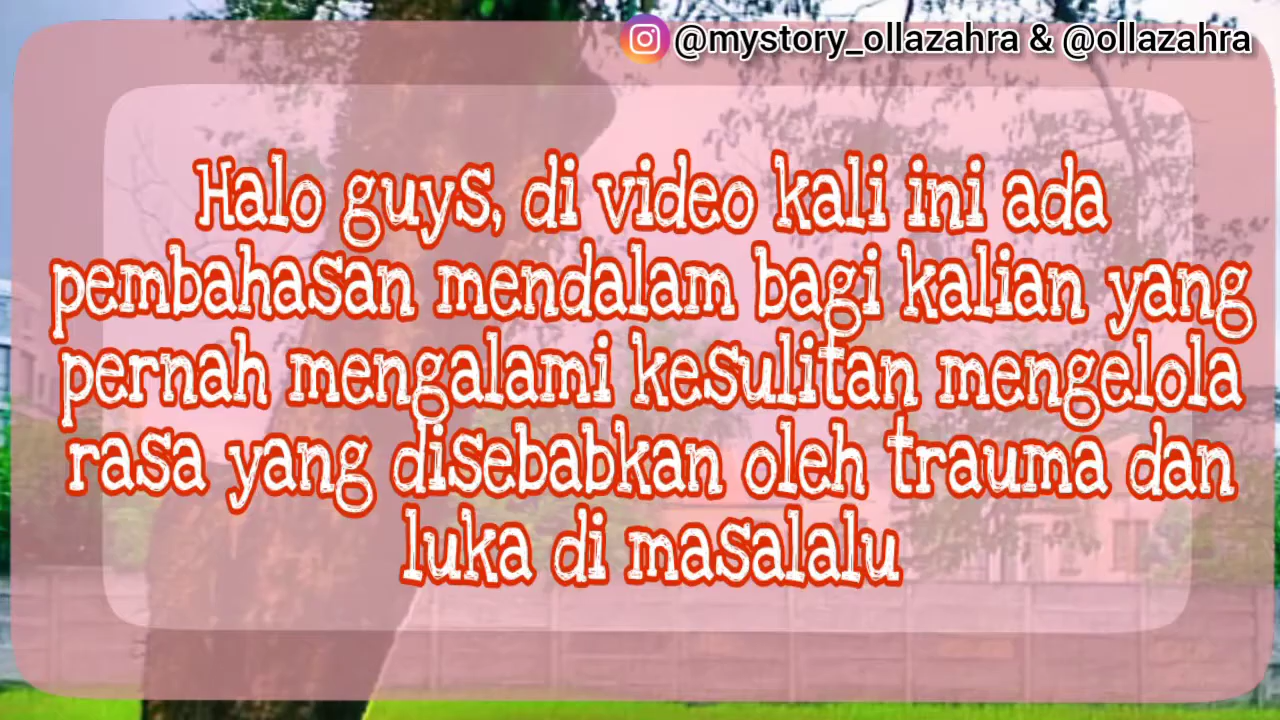 @mystory_ollazahra & @ollazahra
Halo guys, di video kali ini ada
pembahasan mendalam bagi kalian yang
pernah mengalami kesulitan mengelola
rasa yang disebabkan oleh trauma dan
luka di masalalu